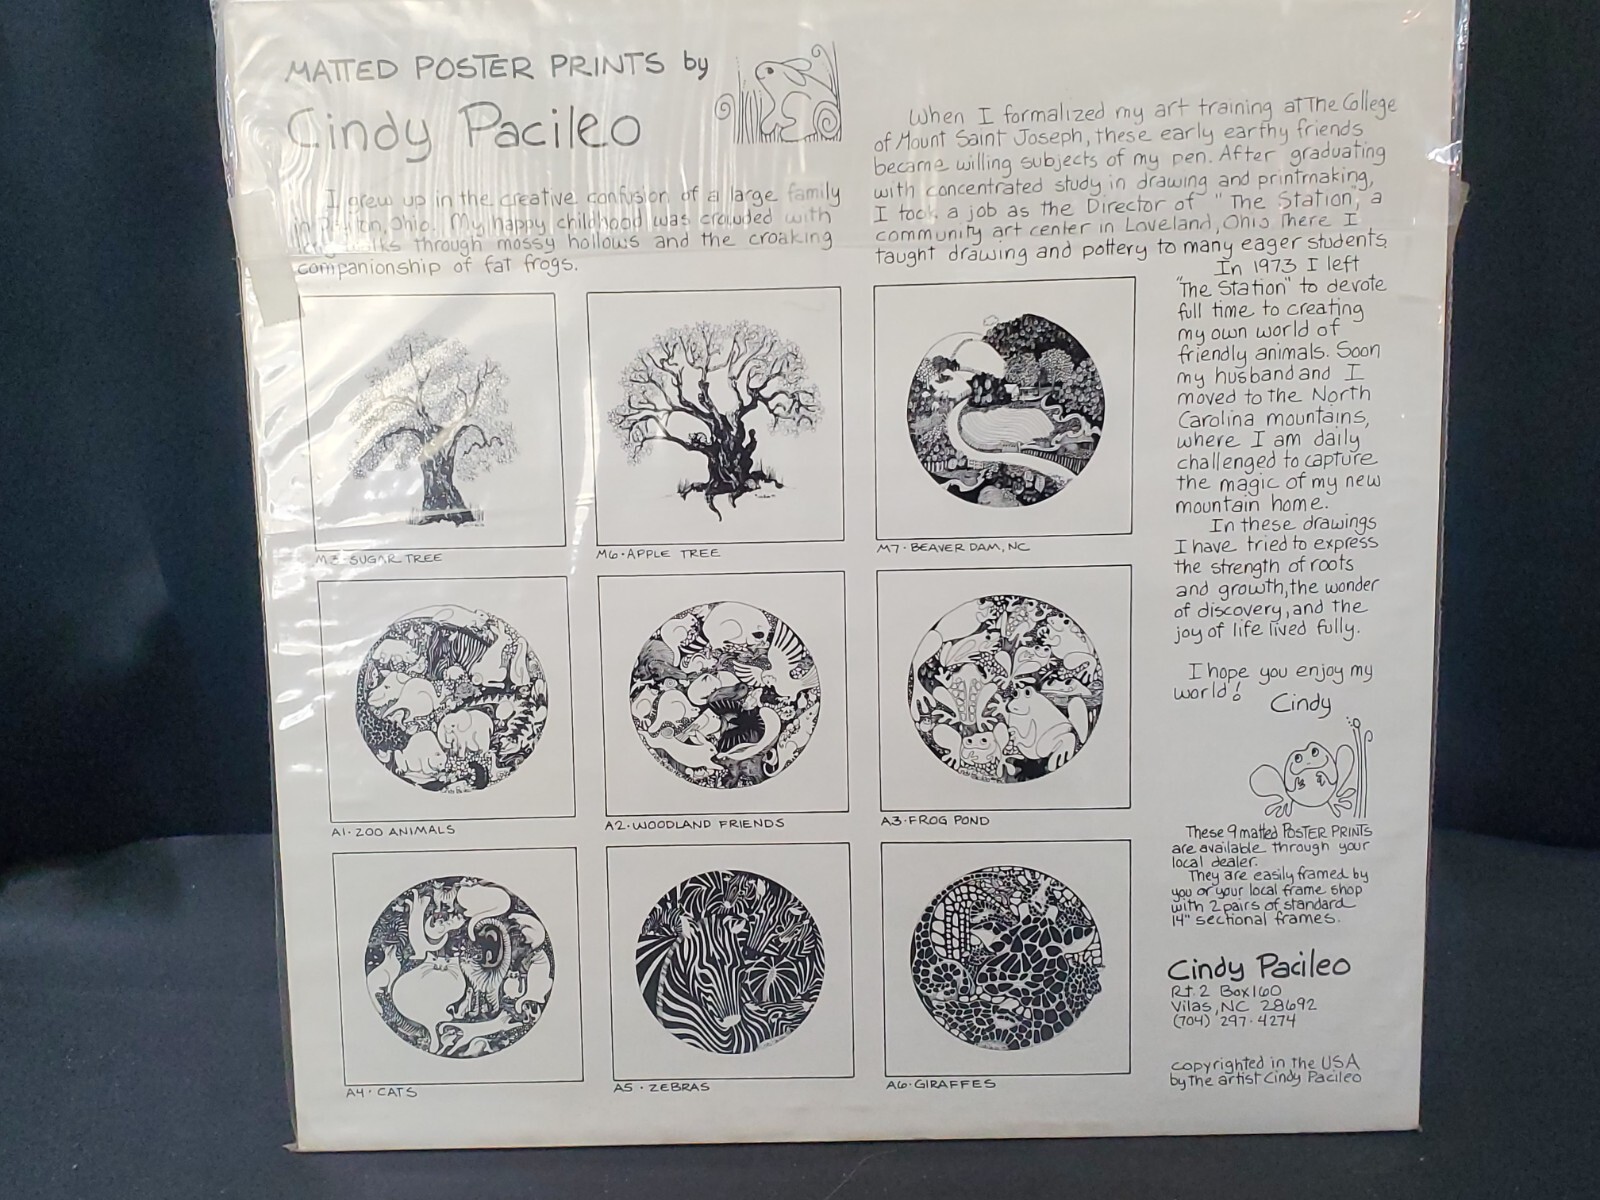 MATTED POSTER PRINTS by
Cindy Pacileo
I grew up in the creative confusion of a large family
in Ohio. My happy childhood was crowded with
through mossy hollows and the croaking
companionship of fat frogs.
When I formalized my art training at The College
of Mount Saint Joseph, these early earthy friends
became willing subjects of my pen. After graduating
with concentrated study in drawing and printmaking,
I took a job as the Director of "The Station," a
community art center in Loveland, Ohio. There I
taught drawing and pottery to many eager students.
In 1973 I left
"The Station" to devote
full time to creating
my own world of
friendly animals. Soon
my husband and I
moved to the North
Carolina mountains,
where I am daily
challenged to capture
the magic of my new
mountain home.
In these drawings
I have tried to express
the strength of roots
and growth, the wonder
of discovery, and the
joy of life lived fully.
I hope you enjoy my
world!
Cindy
SUGAR TREE
M6·APPLE TREE
M7·BEAVER DAM, NC
A1·ZOO ANIMALS
A2·WOODLAND FRIENDS
A3·FROG POND
A4·CATS
A5·ZEBRAS
A6·GIRAFFES
These 9 matted POSTER PRINTS
are available through your
local dealer.
They are easily framed by
you or your local frame shop
with 2 pairs of standard
14" sectional frames.
Cindy Pacileo
Rt. 2 Box 160
Vilas, NC 28692
(704) 297-4274
copyrighted in the USA
by the artist Cindy Pacileo